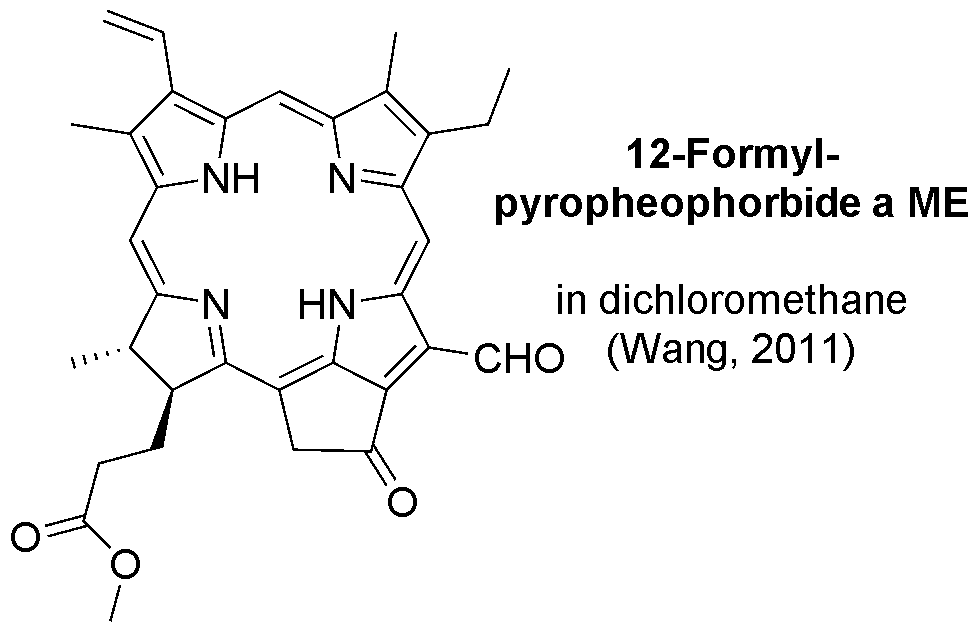 12-Formyl-
pyropheophorbide a ME
in dichloromethane
(Wang, 2011)
NH
N
N
HN
CHO
O
O
O